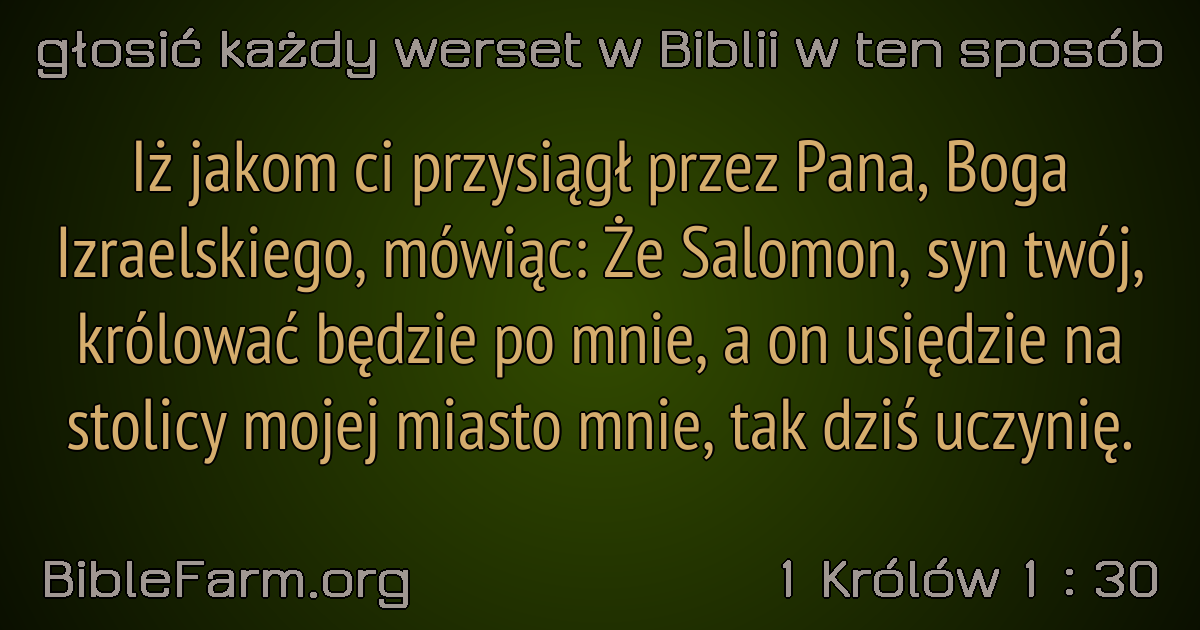 głosić każdy werset w Biblii w ten sposób
Iż jakom ci przysiągł przez Pana, Boga
Izraelskiego, mówiąc: Że Salomon, syn twój,
królować będzie po mnie, a on usiędzie na
stolicy mojej miasto mnie, tak dziś uczynię.
BibleFarm.org
1 Królów 1 : 30